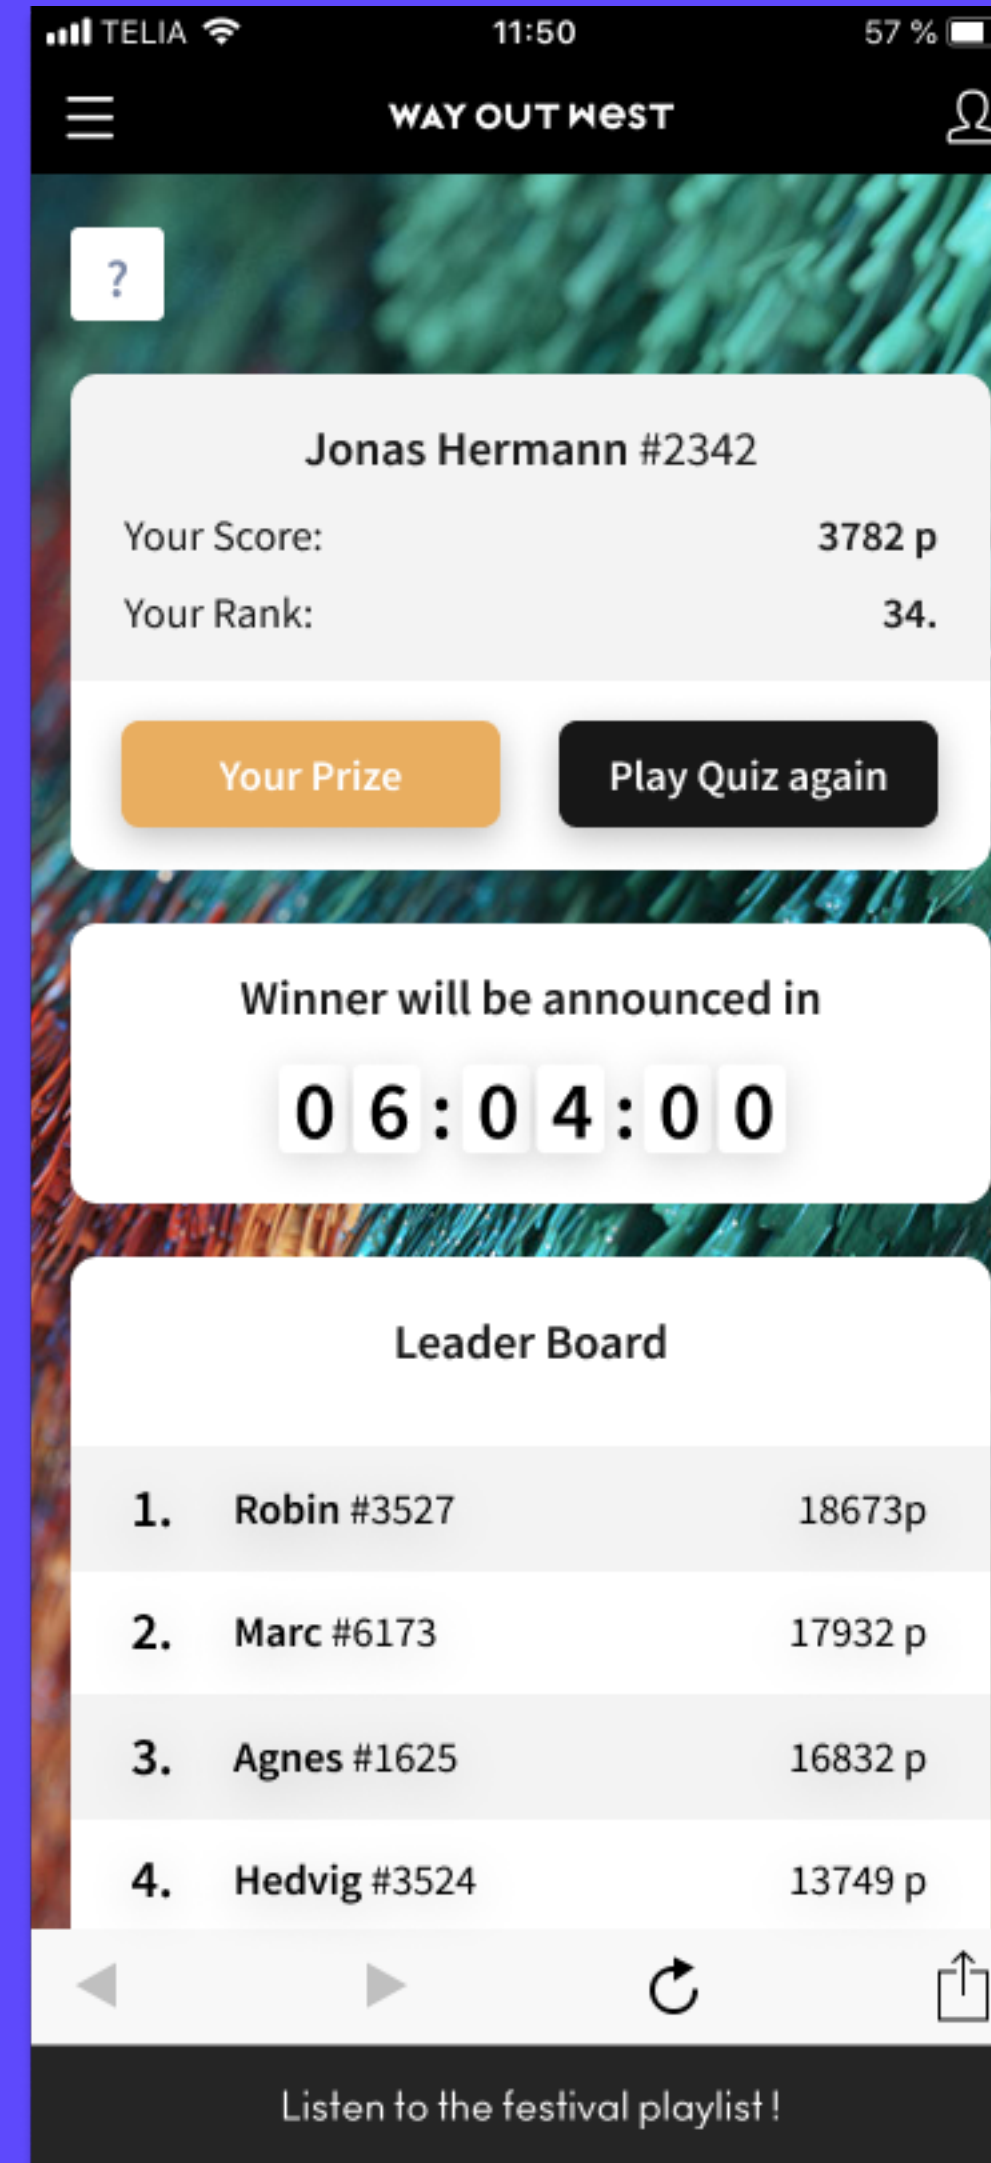 TELIA 11:50 57 %
WAY OUT WEST
?
Jonas Hermann #2342
Your Score: 3782 p
Your Rank: 34.
Your Prize Play Quiz again
Winner will be announced in
06:04:00
Leader Board
1. Robin #3527 18673p
2. Marc #6173 17932 p
3. Agnes #1625 16832 p
4. Hedvig #3524 13749 p
Listen to the festival playlist !